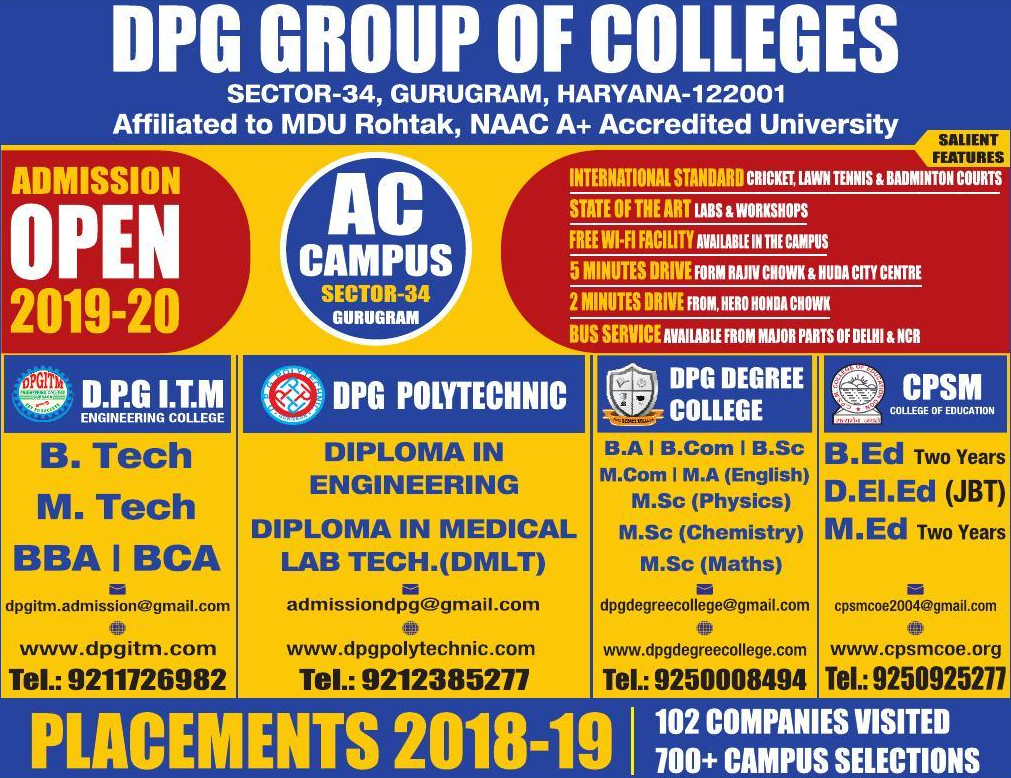 DPG GROUP OF COLLEGES
SECTOR-34, GURUGRAM, HARYANA-122001
Affiliated to MDU Rohtak, NAAC A+ Accredited University
ADMISSION
OPEN
2019-20
AC
CAMPUS
SECTOR-34
GURUGRAM
SALIENT
FEATURES
INTERNATIONAL STANDARD CRICKET, LAWN TENNIS & BADMINTON COURTS
STATE OF THE ART LABS & WORKSHOPS
FREE WI-FI FACILITY AVAILABLE IN THE CAMPUS
5 MINUTES DRIVE FORM RAJIV CHOWK & HUDA CITY CENTRE
2 MINUTES DRIVE FROM, HERO HONDA CHOWK
BUS SERVICE AVAILABLE FROM MAJOR PARTS OF DELHI & NCR
DPGITM
D.P.G I.T.M
ENGINEERING COLLEGE
B. Tech
M. Tech
BBA | BCA
dpgitm.admission@gmail.com
www.dpgitm.com
Tel.: 9211726982
DPG POLYTECHNIC
DIPLOMA IN
ENGINEERING
DIPLOMA IN MEDICAL
LAB TECH.(DMLT)
admissiondpg@gmail.com
www.dpgpolytechnic.com
Tel.: 9212385277
DPG DEGREE
COLLEGE
B.A | B.Com | B.Sc
M.Com | M.A (English)
M.Sc (Physics)
M.Sc (Chemistry)
M.Sc (Maths)
dpgdegreecollege@gmail.com
www.dpgdegreecollege.com
Tel.: 9250008494
CPSM
COLLEGE OF EDUCATION
B.Ed Two Years
D.El.Ed (JBT)
M.Ed Two Years
cpsmcoe2004@gmail.com
www.cpsmcoe.org
Tel.: 9250925277
PLACEMENTS 2018-19
102 COMPANIES VISITED
700+ CAMPUS SELECTIONS